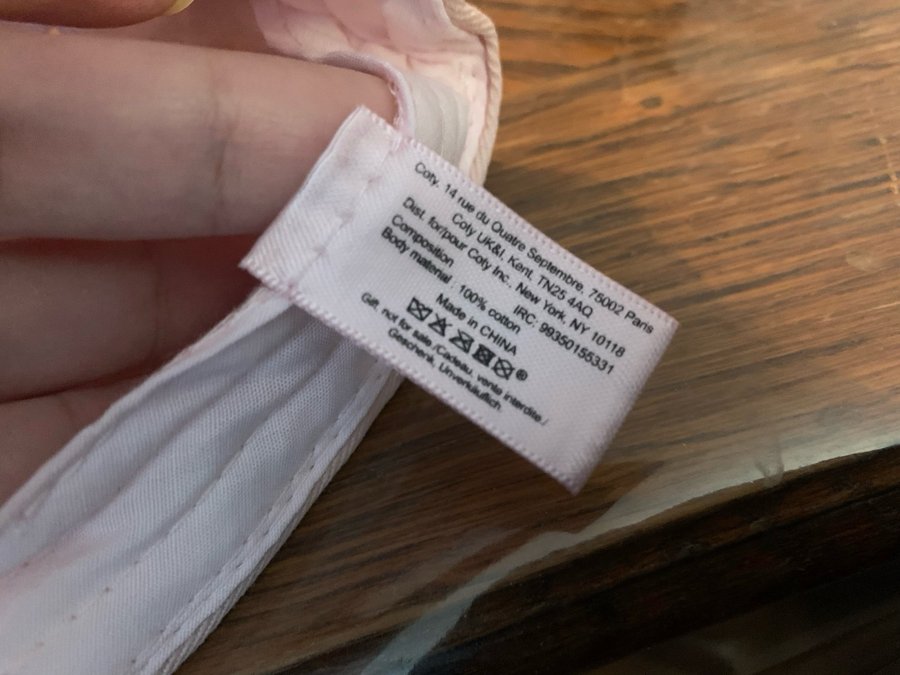 Coty, 14 rue du Quatre Septembre, 75002 Paris
Coty UK&I, Kent, TN25 4AQ
Dist. for/pour Coty Inc., New York, NY 10118
Composition IRC: 99350155331
Body material : 100% cotton
Made in CHINA
Gift, not for sale./Cadeau, vente interdite./
Geschenk, Unverkäuflich.